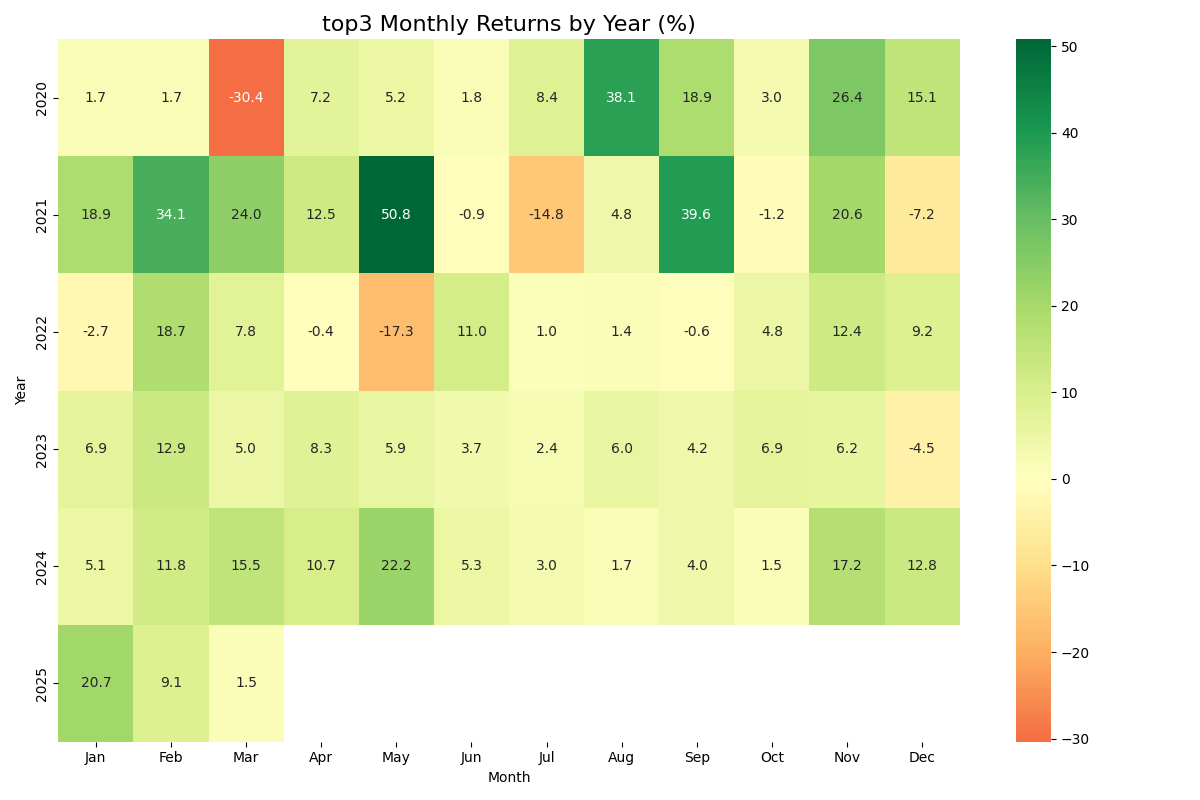 top3 Monthly Returns by Year (%)
2020 1.7 1.7 -30.4 7.2 5.2 1.8 8.4 38.1 18.9 3.0 26.4 15.1
2021 18.9 34.1 24.0 12.5 50.8 -0.9 -14.8 4.8 39.6 -1.2 20.6 -7.2
2022 -2.7 18.7 7.8 -0.4 -17.3 11.0 1.0 1.4 -0.6 4.8 12.4 9.2
Year
2023 6.9 12.9 5.0 8.3 5.9 3.7 2.4 6.0 4.2 6.9 6.2 -4.5
2024 5.1 11.8 15.5 10.7 22.2 5.3 3.0 1.7 4.0 1.5 17.2 12.8
2025 20.7 9.1 1.5
Jan Feb Mar Apr May Jun Jul Aug Sep Oct Nov Dec
Month
50
40
30
20
10
0
−10
−20
−30